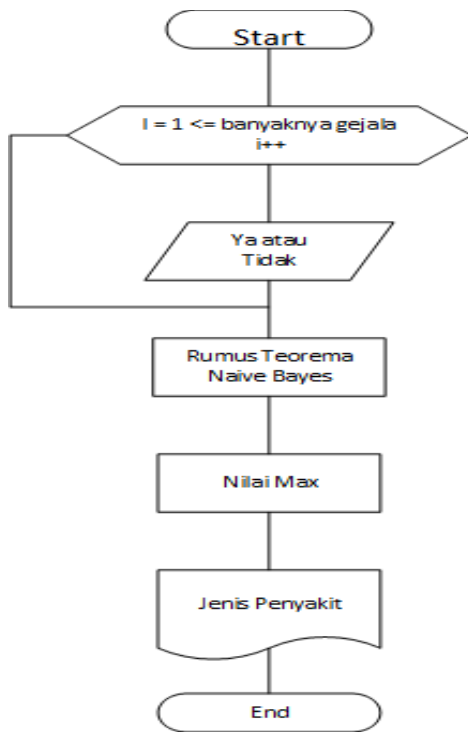 Start
I = 1 <= banyaknya gejala
i++
Ya atau
Tidak
Rumus Teorema
Naive Bayes
Nilai Max
Jenis Penyakit
End